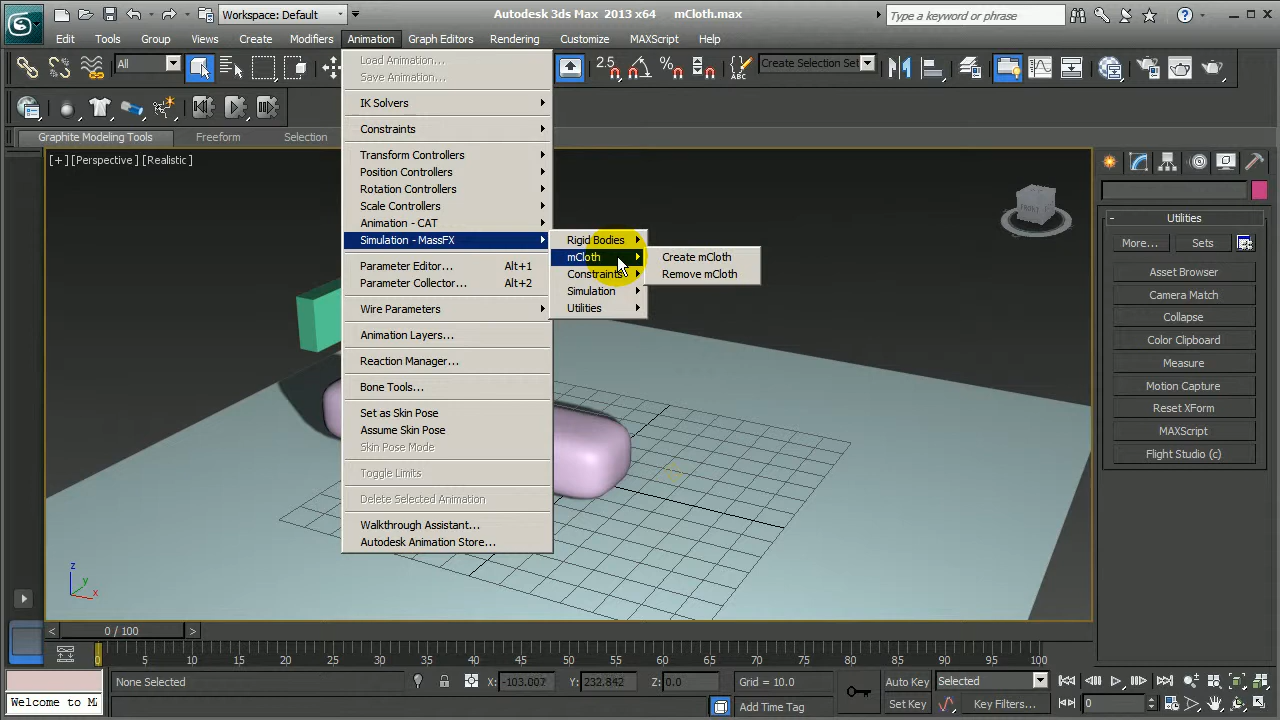 Workspace: Default
Autodesk 3ds Max 2013 x64 mCloth.max
Type a keyword or phrase
Edit Tools Group Views Create Modifiers Animation Graph Editors Rendering Customize MAXScript Help
All
2.5
Create Selection Set
Graphite Modeling Tools Freeform Selection
[+][Perspective][Realistic]
Load Animation...
Save Animation...
IK Solvers
Constraints
Transform Controllers
Position Controllers
Rotation Controllers
Scale Controllers
Animation - CAT
Simulation - MassFX
Parameter Editor... Alt+1
Parameter Collector... Alt+2
Wire Parameters
Animation Layers...
Reaction Manager...
Bone Tools...
Set as Skin Pose
Assume Skin Pose
Skin Pose Mode
Toggle Limits
Delete Selected Animation
Walkthrough Assistant...
Autodesk Animation Store...
Rigid Bodies
mCloth
Constraints
Simulation
Utilities
Create mCloth
Remove mCloth
FRONT
- Utilities
More... Sets
Asset Browser
Camera Match
Collapse
Color Clipboard
Measure
Motion Capture
Reset XForm
MAXScript
Flight Studio (c)
z
y
x
< 0 / 100 >
0 5 10 15 20 25 30 35 40 45 50 55 60 65 70 75 80 85 90 95 100
None Selected X: -103.007 Y: 232.842 Z: 0.0 Grid = 10.0 Auto Key Selected
Welcome to MA Add Time Tag Set Key Key Filters... 0